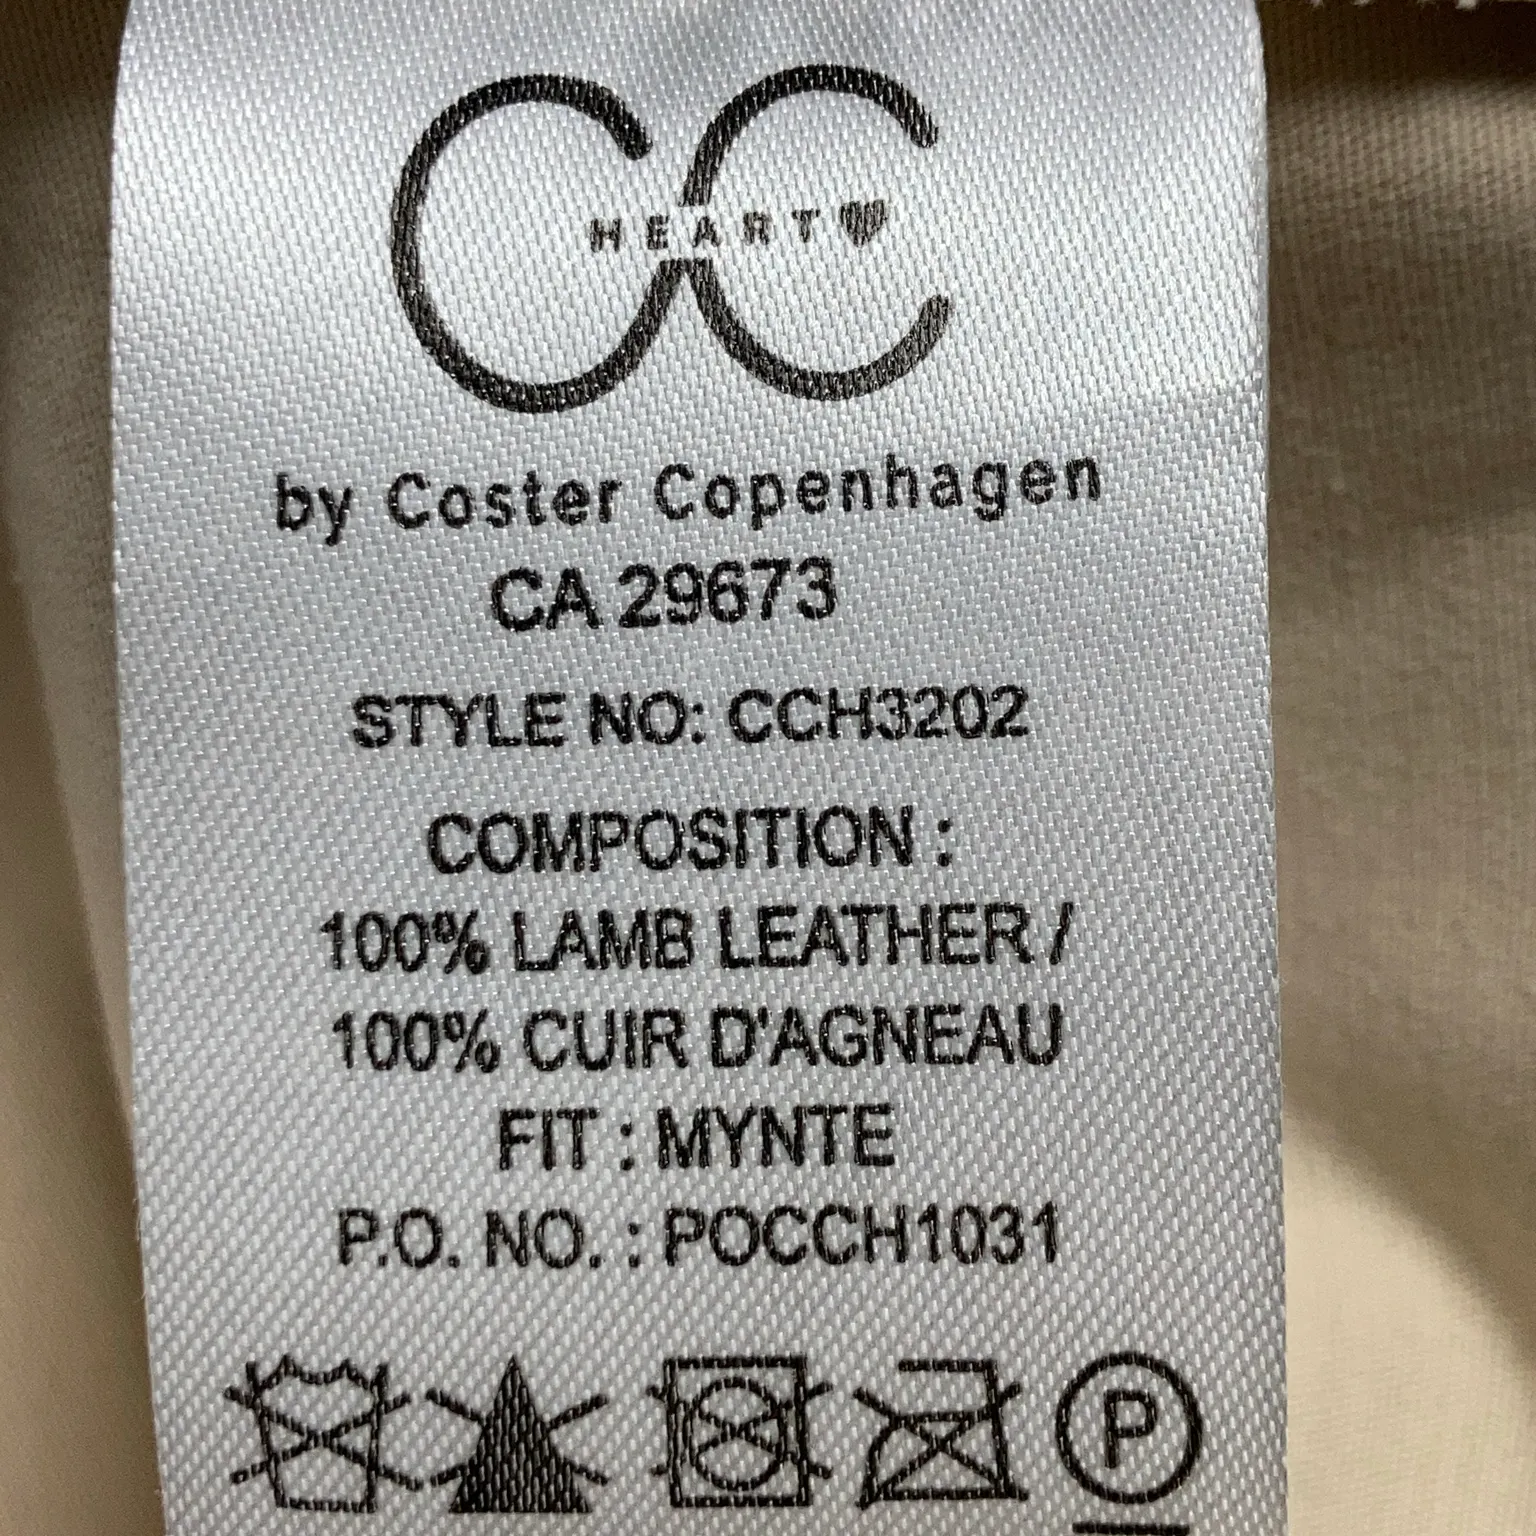 CC
HEART
by Coster Copenhagen
CA 29673
STYLE NO: CCH3202
COMPOSITION :
100% LAMB LEATHER /
100% CUIR D'AGNEAU
FIT : MYNTE
P.O. NO. : POCCH1031
P